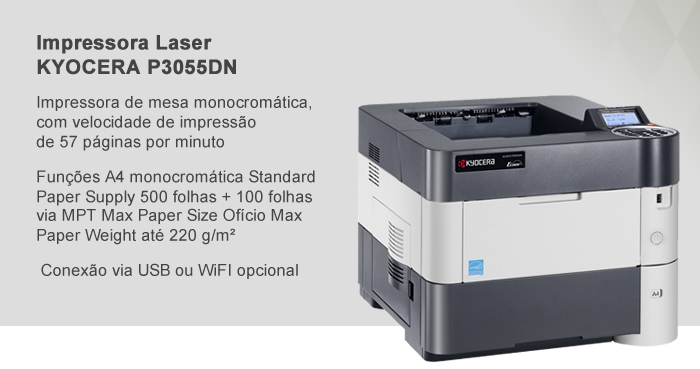 Impressora Laser
KYOCERA P3055DN
Impressora de mesa monocromática,
com velocidade de impressão
de 57 páginas por minuto
Funções A4 monocromática Standard
Paper Supply 500 folhas + 100 folhas
via MPT Max Paper Size Ofício Max
Paper Weight até 220 g/m²
Conexão via USB ou WiFI opcional
KYOCERA
A4